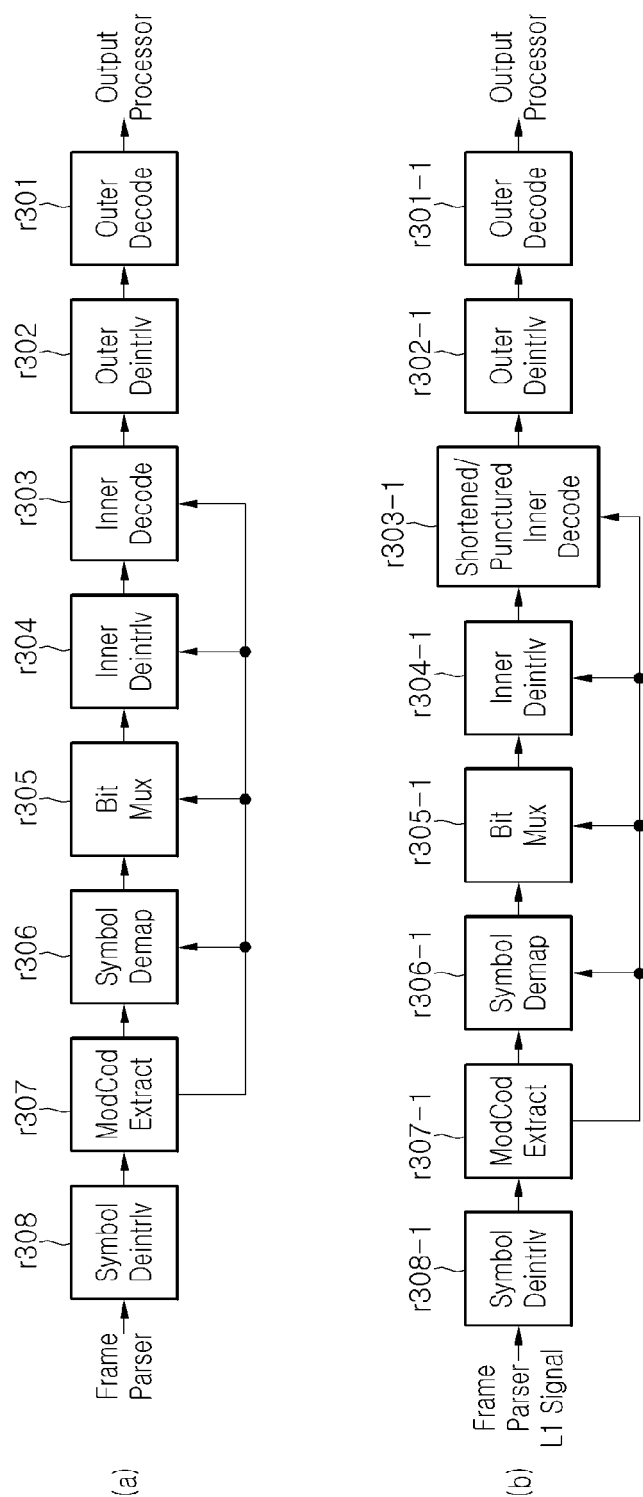 (a)
Frame
Parser
r308
Symbol
Deintrlv
r307
ModCod
Extract
r306
Symbol
Demap
r305
Bit
Mux
r304
Inner
Deintrlv
r303
Inner
Decode
r302
Outer
Deintrlv
r301
Outer
Decode
Output
Processor
(b)
Frame
Parser
L1 Signal
r308-1
Symbol
Deintrlv
r307-1
ModCod
Extract
r306-1
Symbol
Demap
r305-1
Bit
Mux
r304-1
Inner
Deintrlv
r303-1
Shortened/
Punctured
Inner
Decode
r302-1
Outer
Deintrlv
r301-1
Outer
Decode
Output
Processor